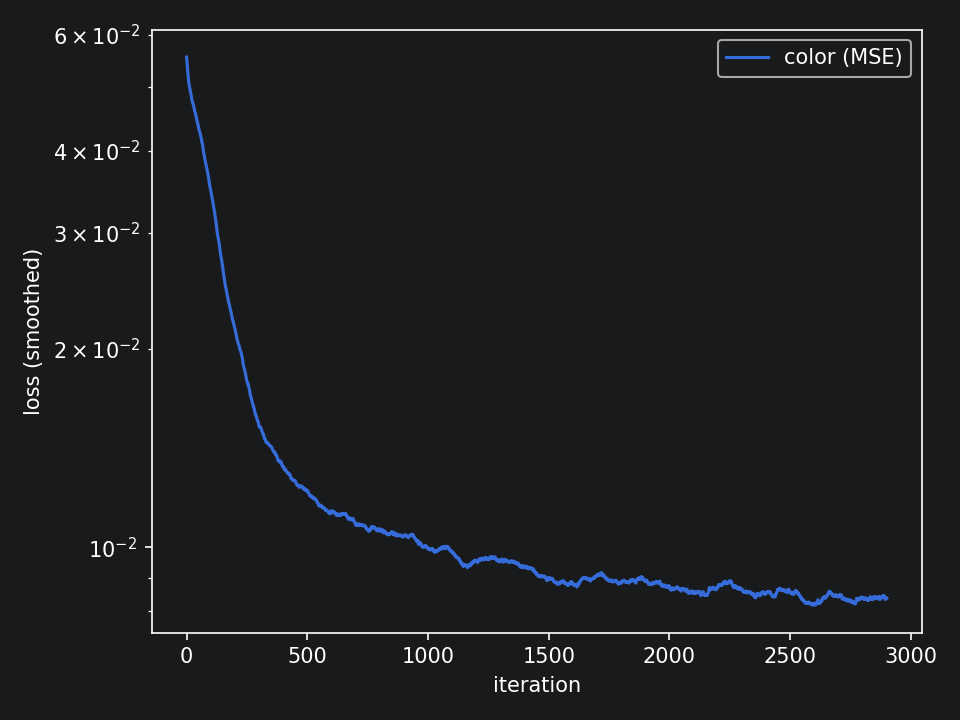 6×10⁻²
4×10⁻²
3×10⁻²
2×10⁻²
10⁻²
loss (smoothed)
color (MSE)
0 500 1000 1500 2000 2500 3000
iteration